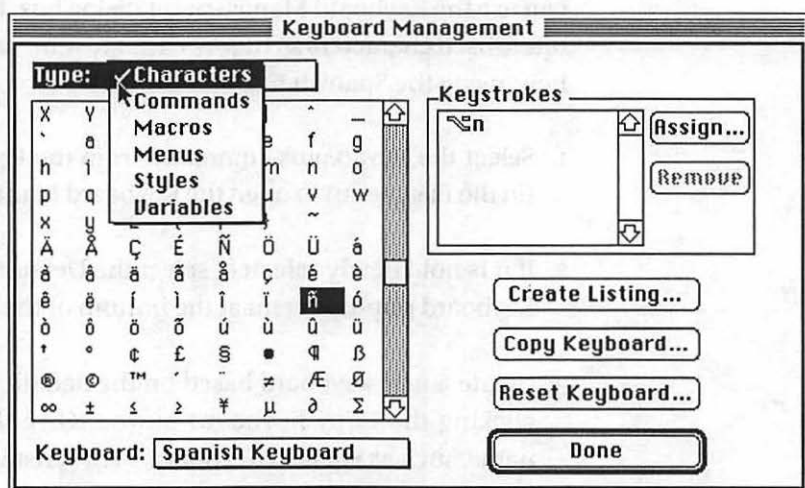 Keyboard Management
Type: ✓Characters
Commands
Macros
Menus
Styles
Variables
X Y ^ _
` a e f g
h i m n o
p q v w
x y ~
Ä Å Ç É Ñ Ö Ü á
à â ä ã å ç é è
ê ë í ì î ï ñ ó
ò ô ö õ ú ù û ü
† ° ¢ £ § • ¶ ß
® © ™ ´ ¨ ≠ Æ Ø
∞ ± ≤ ≥ ¥ µ ∂ Σ
Keystrokes
⌥n
Assign...
Remove
Create Listing...
Copy Keyboard...
Reset Keyboard...
Done
Keyboard: Spanish Keyboard